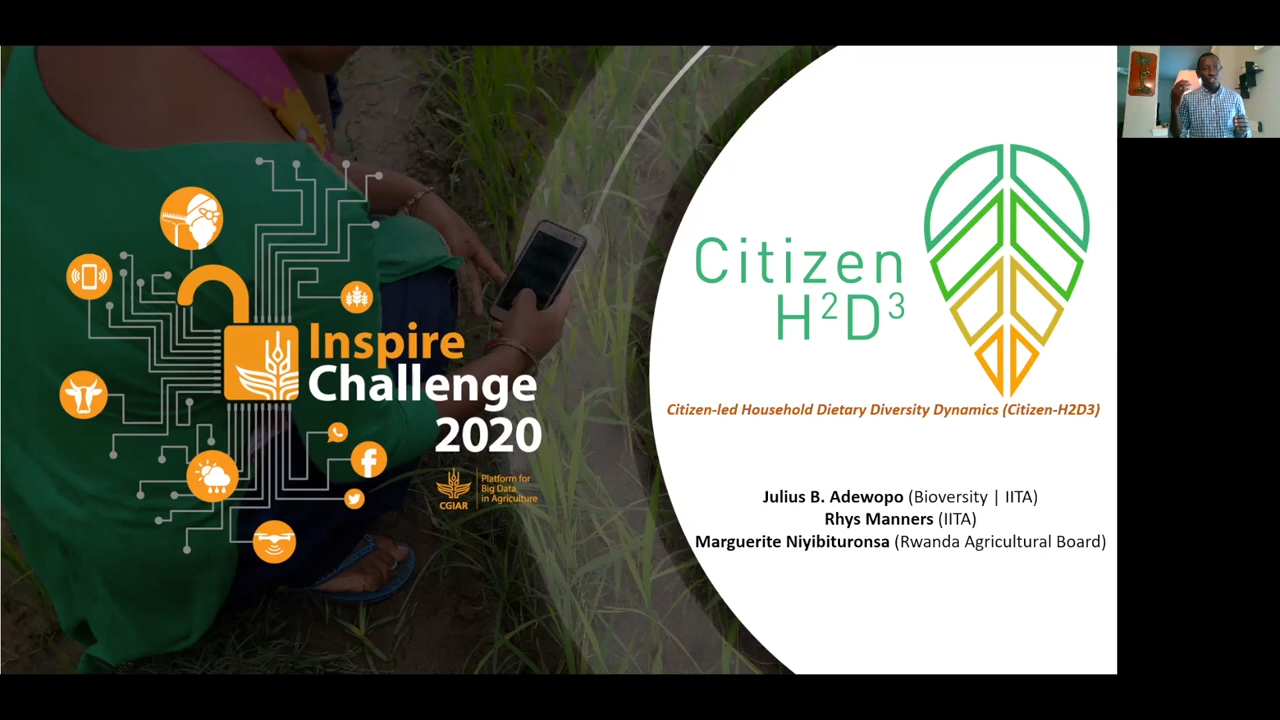 Inspire
Challenge
2020
CGIAR
Platform for
Big Data
in Agriculture
Citizen
H²D³
Citizen-led Household Dietary Diversity Dynamics (Citizen-H2D3)
Julius B. Adewopo (Bioversity | IITA)
Rhys Manners (IITA)
Marguerite Niyibituronsa (Rwanda Agricultural Board)